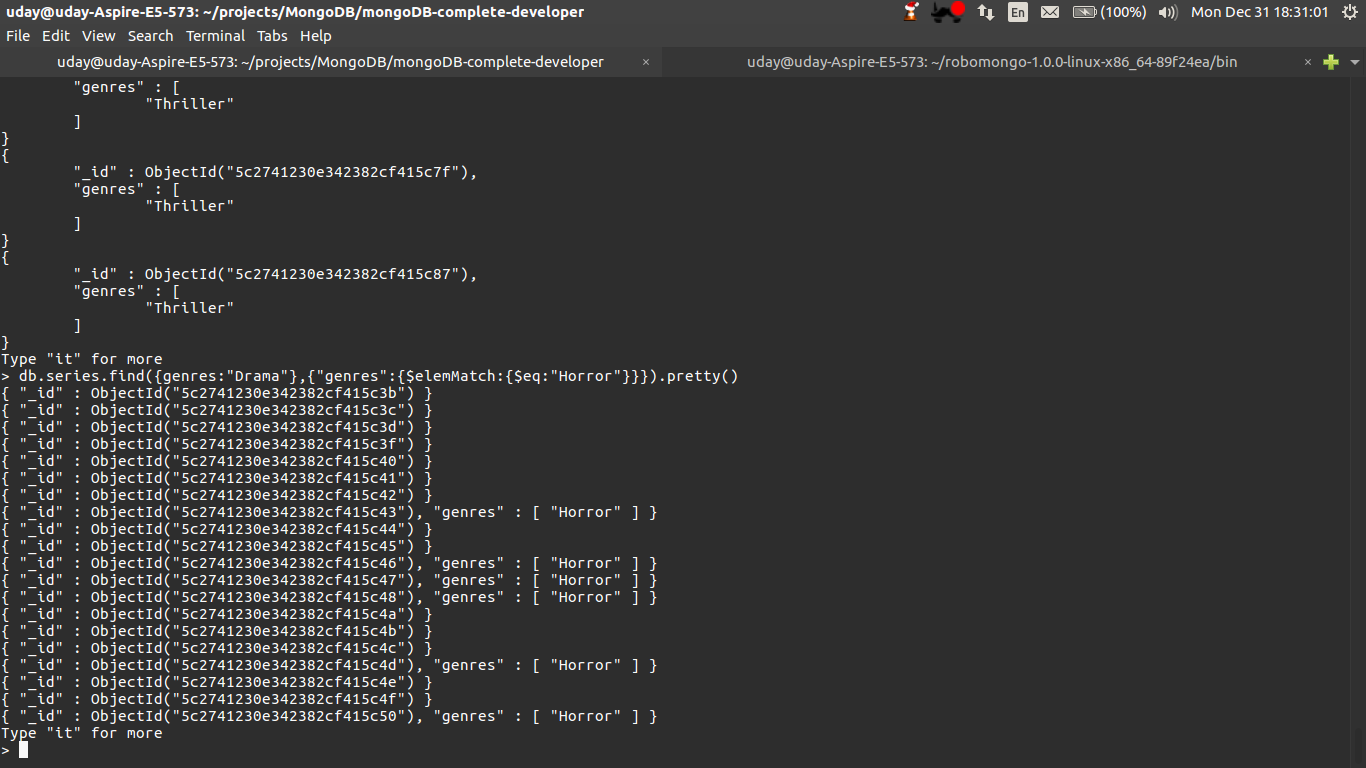 uday@uday-Aspire-E5-573: ~/projects/MongoDB/mongoDB-complete-developer
En
(100%)
Mon Dec 31 18:31:01
File Edit View Search Terminal Tabs Help
uday@uday-Aspire-E5-573: ~/projects/MongoDB/mongoDB-complete-developer ×
uday@uday-Aspire-E5-573: ~/robomongo-1.0.0-linux-x86_64-89f24ea/bin ×
"genres" : [
"Thriller"
]
}
{
"_id" : ObjectId("5c2741230e342382cf415c7f"),
"genres" : [
"Thriller"
]
}
{
"_id" : ObjectId("5c2741230e342382cf415c87"),
"genres" : [
"Thriller"
]
}
Type "it" for more
> db.series.find({genres:"Drama"},{"genres":{$elemMatch:{$eq:"Horror"}}}).pretty()
{ "_id" : ObjectId("5c2741230e342382cf415c3b") }
{ "_id" : ObjectId("5c2741230e342382cf415c3c") }
{ "_id" : ObjectId("5c2741230e342382cf415c3d") }
{ "_id" : ObjectId("5c2741230e342382cf415c3f") }
{ "_id" : ObjectId("5c2741230e342382cf415c40") }
{ "_id" : ObjectId("5c2741230e342382cf415c41") }
{ "_id" : ObjectId("5c2741230e342382cf415c42") }
{ "_id" : ObjectId("5c2741230e342382cf415c43"), "genres" : [ "Horror" ] }
{ "_id" : ObjectId("5c2741230e342382cf415c44") }
{ "_id" : ObjectId("5c2741230e342382cf415c45") }
{ "_id" : ObjectId("5c2741230e342382cf415c46"), "genres" : [ "Horror" ] }
{ "_id" : ObjectId("5c2741230e342382cf415c47"), "genres" : [ "Horror" ] }
{ "_id" : ObjectId("5c2741230e342382cf415c48"), "genres" : [ "Horror" ] }
{ "_id" : ObjectId("5c2741230e342382cf415c4a") }
{ "_id" : ObjectId("5c2741230e342382cf415c4b") }
{ "_id" : ObjectId("5c2741230e342382cf415c4c") }
{ "_id" : ObjectId("5c2741230e342382cf415c4d"), "genres" : [ "Horror" ] }
{ "_id" : ObjectId("5c2741230e342382cf415c4e") }
{ "_id" : ObjectId("5c2741230e342382cf415c4f") }
{ "_id" : ObjectId("5c2741230e342382cf415c50"), "genres" : [ "Horror" ] }
Type "it" for more
>